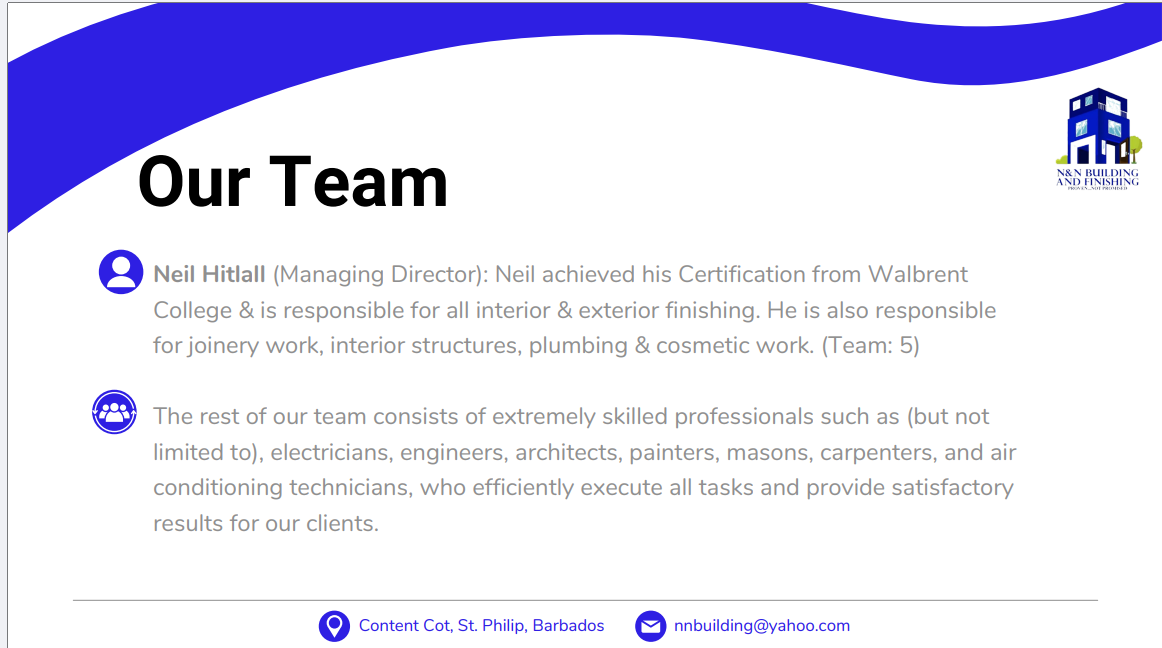 Our Team
N&N BUILDING
AND FINISHING
PROVEN...NOT PROMISED
Neil Hitlall (Managing Director): Neil achieved his Certification from Walbrent
College & is responsible for all interior & exterior finishing. He is also responsible
for joinery work, interior structures, plumbing & cosmetic work. (Team: 5)
The rest of our team consists of extremely skilled professionals such as (but not
limited to), electricians, engineers, architects, painters, masons, carpenters, and air
conditioning technicians, who efficiently execute all tasks and provide satisfactory
results for our clients.
Content Cot, St. Philip, Barbados
nnbuilding@yahoo.com